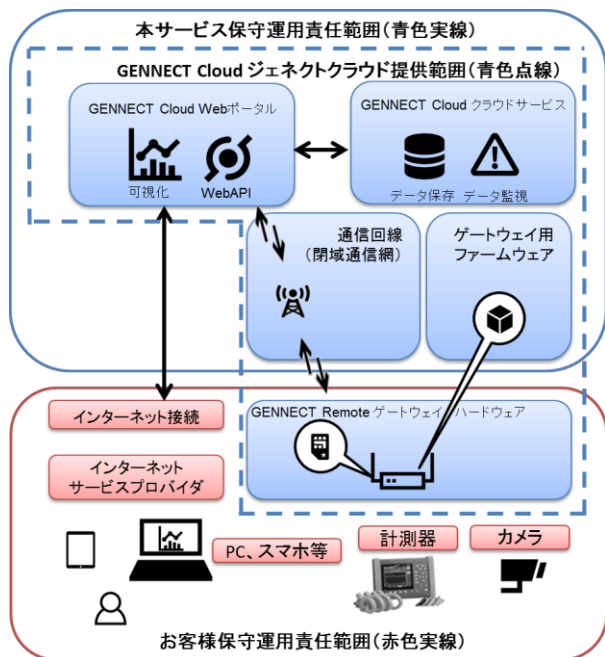 本サービス保守運用責任範囲（青色実線）
GENNECT Cloud ジェネクトクラウド提供範囲（青色点線）
GENNECT Cloud Webポータル
可視化
WebAPI
GENNECT Cloud クラウドサービス
データ保存
データ監視
通信回線
（閉域通信網）
ゲートウェイ用
ファームウェア
インターネット接続
GENNECT Remote ゲートウェイ ハードウェア
インターネット
サービスプロバイダ
PC、スマホ等
計測器
カメラ
お客様保守運用責任範囲（赤色実線）